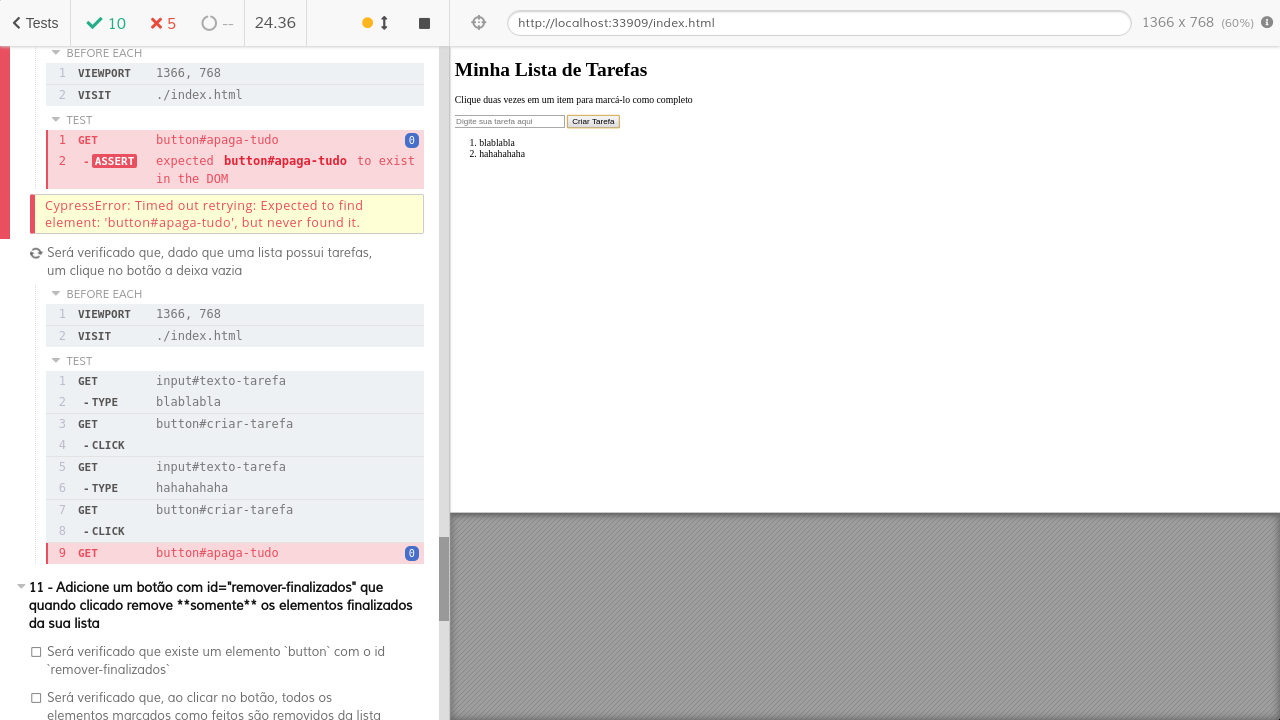 Tests 10 5 -- 24.36
http://localhost:33909/index.html 1366 x 768 (60%)
BEFORE EACH
1 VIEWPORT 1366, 768
2 VISIT ./index.html
TEST
1 GET button#apaga-tudo 0
2 -ASSERT expected button#apaga-tudo to exist
in the DOM
CypressError: Timed out retrying: Expected to find
element: 'button#apaga-tudo', but never found it.
Será verificado que, dado que uma lista possui tarefas,
um clique no botão a deixa vazia
BEFORE EACH
1 VIEWPORT 1366, 768
2 VISIT ./index.html
TEST
1 GET input#texto-tarefa
2 -TYPE blablabla
3 GET button#criar-tarefa
4 -CLICK
5 GET input#texto-tarefa
6 -TYPE hahahahaha
7 GET button#criar-tarefa
8 -CLICK
9 GET button#apaga-tudo 0
11 - Adicione um botão com id="remover-finalizados" que
quando clicado remove **somente** os elementos finalizados
da sua lista
Será verificado que existe um elemento `button` com o id
`remover-finalizados`
Será verificado que, ao clicar no botão, todos os
elementos marcados como feitos são removidos da lista
Minha Lista de Tarefas
Clique duas vezes em um item para marcá-lo como completo
Digite sua tarefa aqui Criar Tarefa
1. blablabla
2. hahahahaha